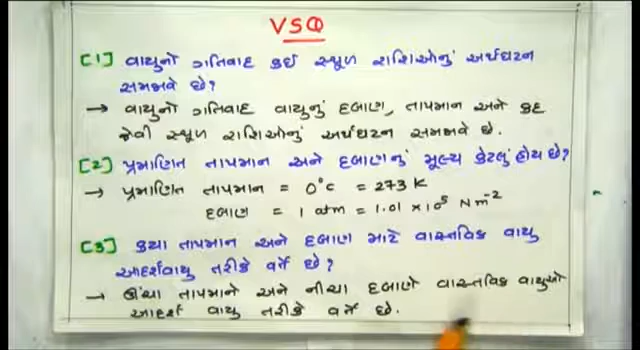 VSQ
[1] વાયુનો ગતિવાદ કઈ સ્થૂળ રાશિઓનું અર્થઘટન
સમજાવે છે?
→ વાયુનો ગતિવાદ વાયુનું દબાણ, તાપમાન અને કદ
જેવી સ્થૂળ રાશિઓનું અર્થઘટન સમજાવે છે.
[2] પ્રમાણિત તાપમાન અને દબાણનું મૂલ્ય કેટલું હોય છે?
→ પ્રમાણિત તાપમાન = 0°C = 273 K
દબાણ = 1 atm = 1.01 × 10⁵ Nm⁻²
[3] કયા તાપમાન અને દબાણ માટે વાસ્તવિક વાયુ
આદર્શવાયુ તરીકે વર્તે છે?
→ ઊંચા તાપમાને અને નીચા દબાણે વાસ્તવિક વાયુઓ
આદર્શ વાયુ તરીકે વર્તે છે.